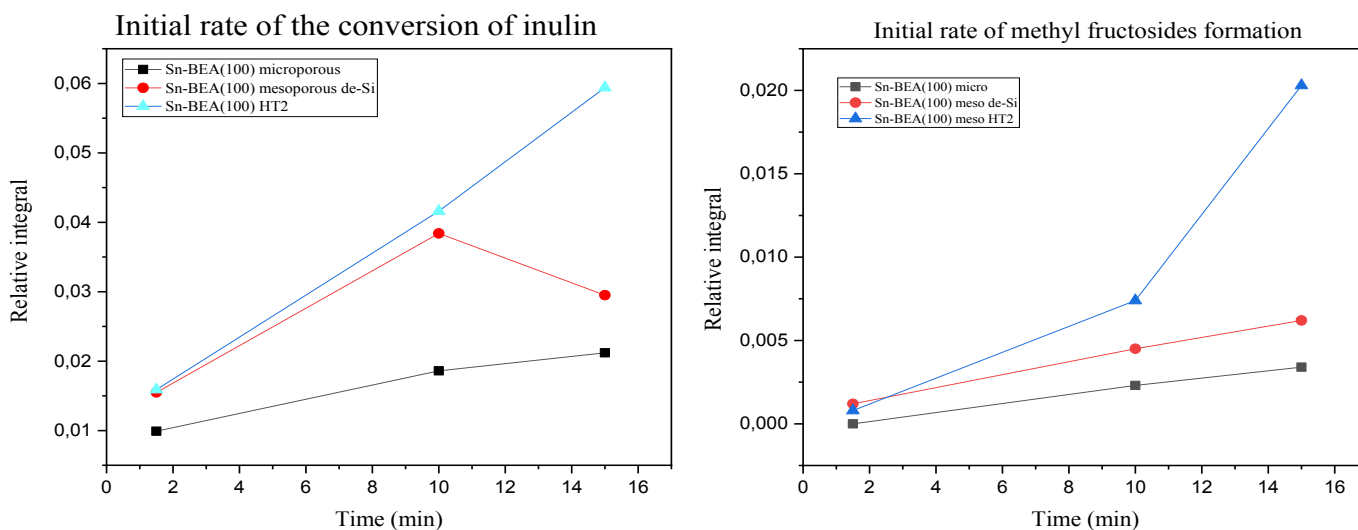 Initial rate of the conversion of inulin
Sn-BEA(100) microporous
Sn-BEA(100) mesoporous de-Si
Sn-BEA(100) HT2
0,06
0,05
0,04
0,03
0,02
0,01
Relative integral
0 2 4 6 8 10 12 14 16
Time (min)
Initial rate of methyl fructosides formation
Sn-BEA(100) micro
Sn-BEA(100) meso de-Si
Sn-BEA(100) meso HT2
0,020
0,015
0,010
0,005
0,000
Relative integral
0 2 4 6 8 10 12 14 16
Time (min)